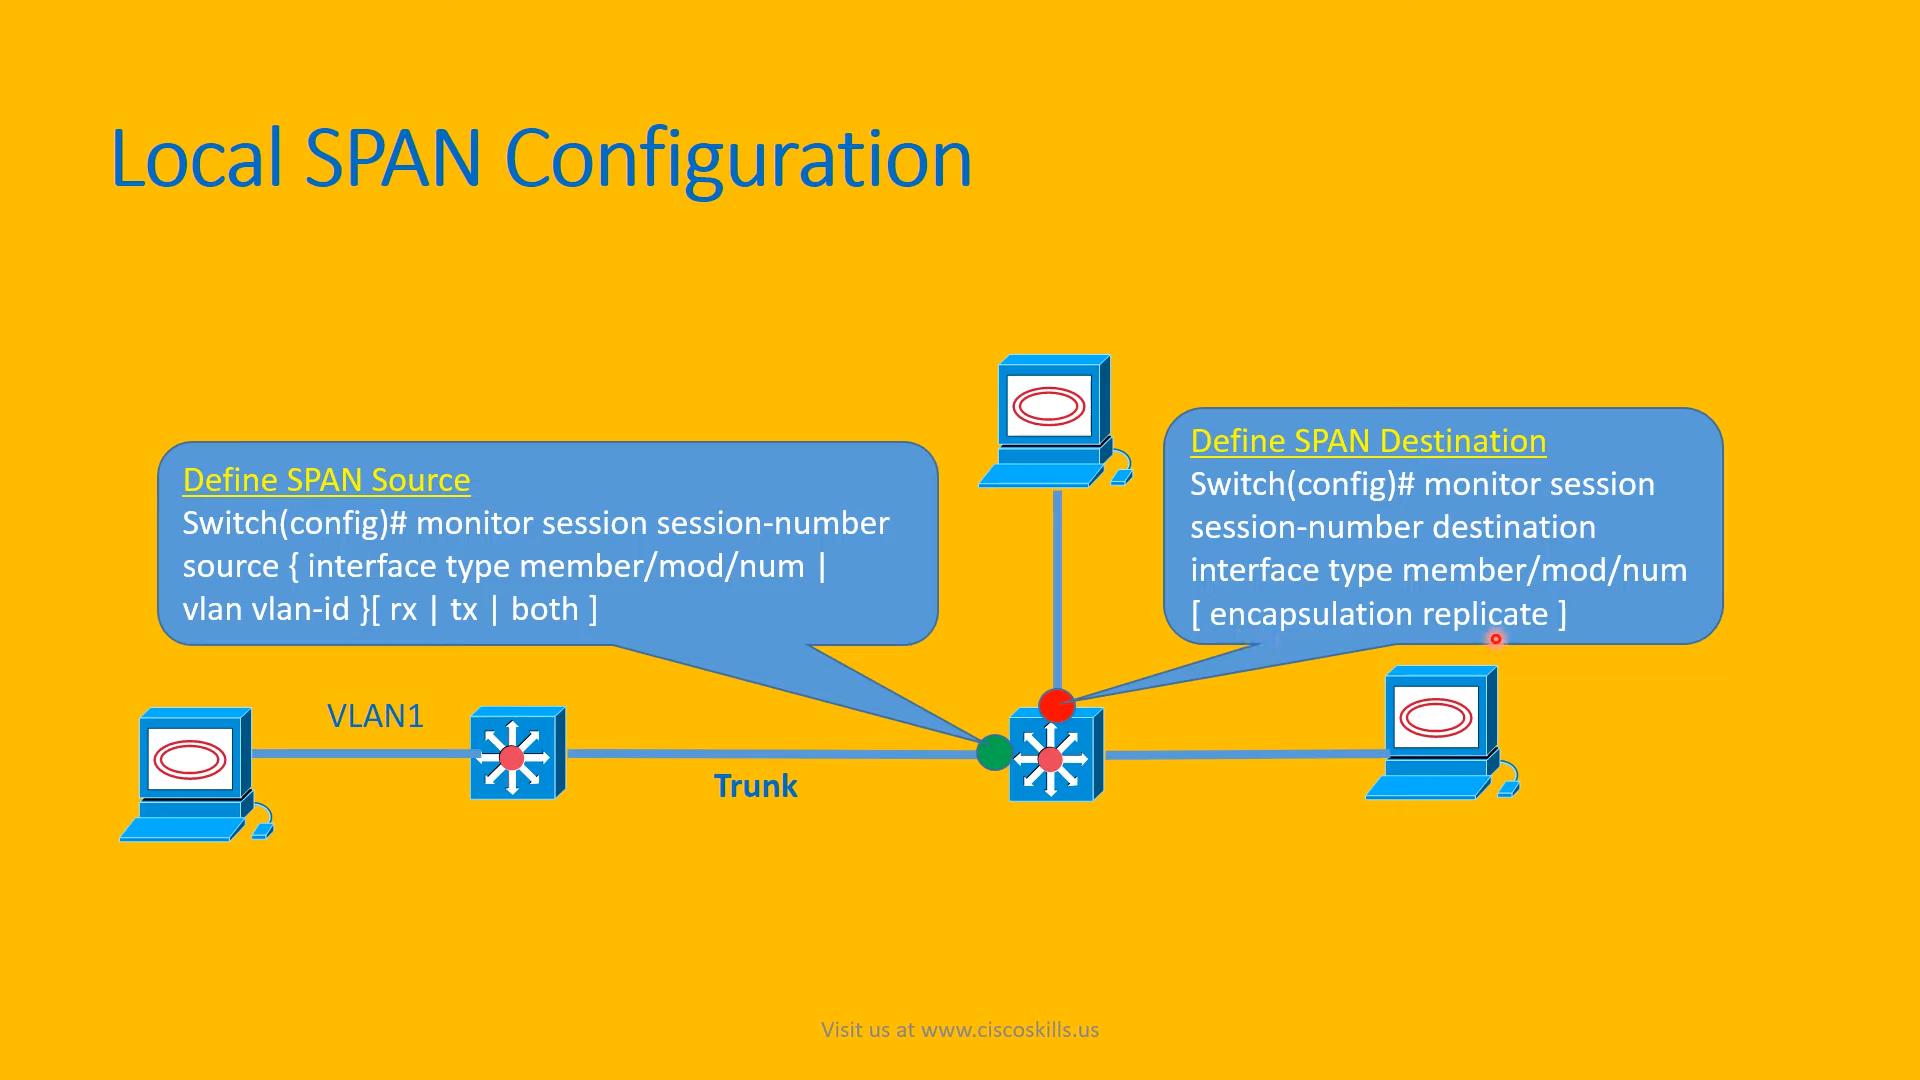 Local SPAN Configuration
Define SPAN Source
Switch(config)# monitor session session-number
source { interface type member/mod/num |
vlan vlan-id }[ rx | tx | both ]
Define SPAN Destination
Switch(config)# monitor session
session-number destination
interface type member/mod/num
[ encapsulation replicate ]
VLAN1
Trunk
Visit us at www.ciscoskills.us